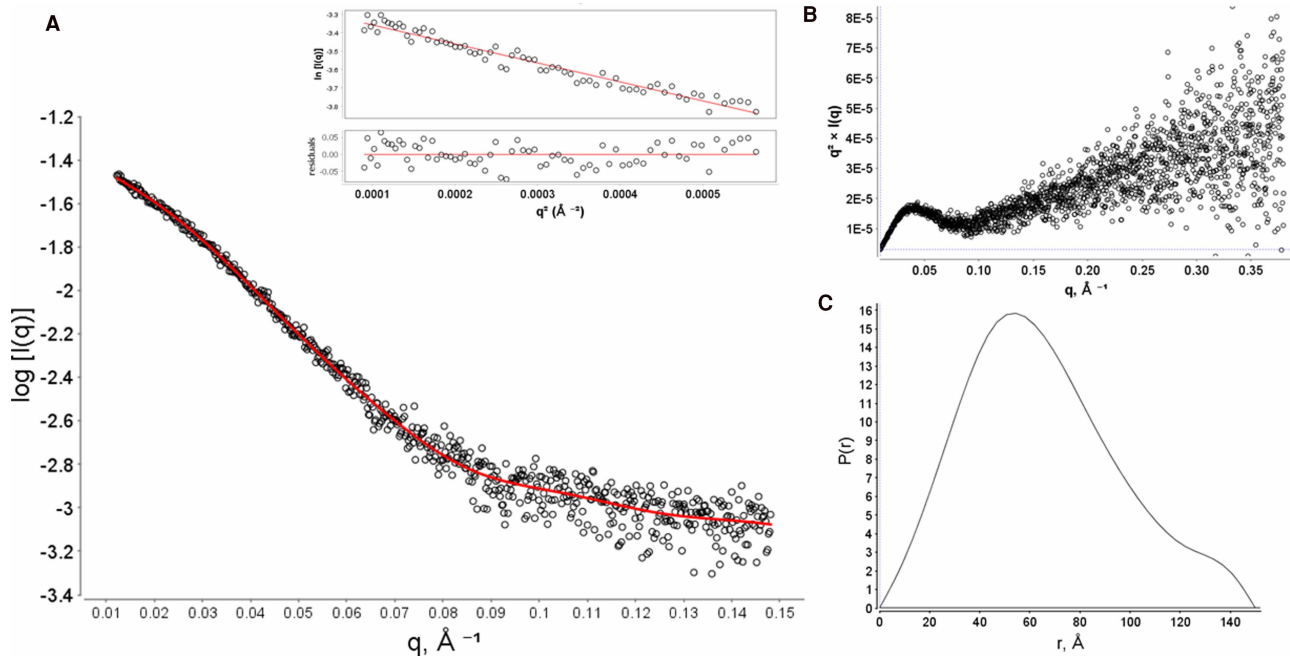 A
-3.3
-3.4
-3.5
-3.6
-3.7
-3.8
ln [I(q)]
0.05
0.00
-0.05
residuals
0.0001 0.0002 0.0003 0.0004 0.0005
q² (Å ⁻²)
-1.2
-1.4
-1.6
-1.8
-2
-2.2
-2.4
-2.6
-2.8
-3
-3.2
-3.4
log [I(q)]
0.01 0.02 0.03 0.04 0.05 0.06 0.07 0.08 0.09 0.1 0.11 0.12 0.13 0.14 0.15
q, Å ⁻¹
B
8E-5
7E-5
6E-5
5E-5
4E-5
3E-5
2E-5
1E-5
q² × I(q)
0.05 0.10 0.15 0.20 0.25 0.30 0.35
q, Å ⁻¹
C
16
15
14
13
12
11
10
9
8
7
6
5
4
3
2
1
0
P(r)
0 20 40 60 80 100 120 140
r, Å